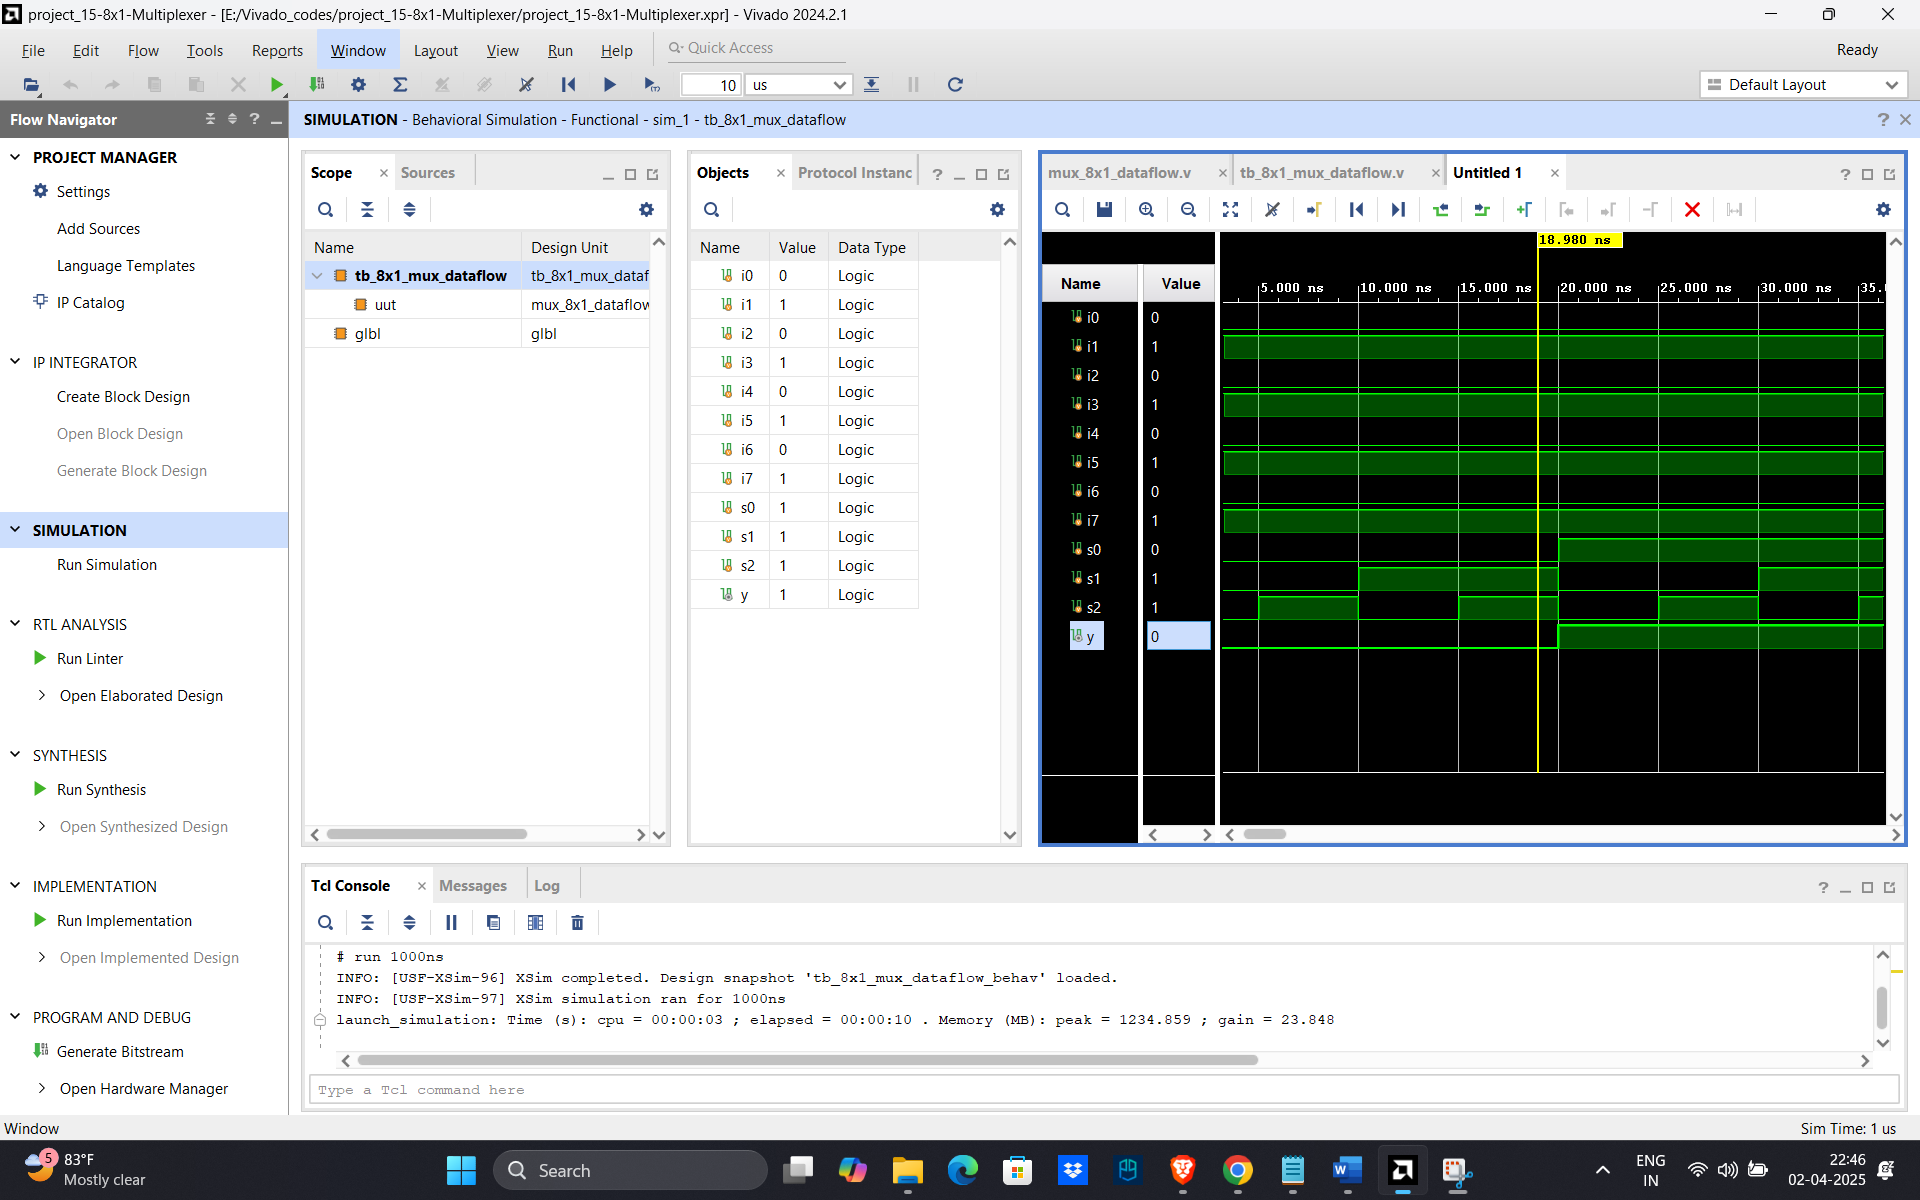 project_15-8x1-Multiplexer - [E:/Vivado_codes/project_15-8x1-Multiplexer/project_15-8x1-Multiplexer.xpr] - Vivado 2024.2.1
File Edit Flow Tools Reports Window Layout View Run Help Quick Access Ready
10 us Default Layout
Flow Navigator
SIMULATION - Behavioral Simulation - Functional - sim_1 - tb_8x1_mux_dataflow
PROJECT MANAGER
Settings
Add Sources
Language Templates
IP Catalog
IP INTEGRATOR
Create Block Design
Open Block Design
Generate Block Design
SIMULATION
Run Simulation
RTL ANALYSIS
Run Linter
Open Elaborated Design
SYNTHESIS
Run Synthesis
Open Synthesized Design
IMPLEMENTATION
Run Implementation
Open Implemented Design
PROGRAM AND DEBUG
Generate Bitstream
Open Hardware Manager
Scope Sources
Name Design Unit
tb_8x1_mux_dataflow tb_8x1_mux_dataf
uut mux_8x1_dataflow
glbl glbl
Objects Protocol Instanc
Name Value Data Type
i0 0 Logic
i1 1 Logic
i2 0 Logic
i3 1 Logic
i4 0 Logic
i5 1 Logic
i6 0 Logic
i7 1 Logic
s0 1 Logic
s1 1 Logic
s2 1 Logic
y 1 Logic
mux_8x1_dataflow.v tb_8x1_mux_dataflow.v Untitled 1
18.980 ns
Name Value 5.000 ns 10.000 ns 15.000 ns 20.000 ns 25.000 ns 30.000 ns 35.
i0 0
i1 1
i2 0
i3 1
i4 0
i5 1
i6 0
i7 1
s0 0
s1 1
s2 1
y 0
Tcl Console Messages Log
# run 1000ns
INFO: [USF-XSim-96] XSim completed. Design snapshot 'tb_8x1_mux_dataflow_behav' loaded.
INFO: [USF-XSim-97] XSim simulation ran for 1000ns
launch_simulation: Time (s): cpu = 00:00:03 ; elapsed = 00:00:10 . Memory (MB): peak = 1234.859 ; gain = 23.848
Type a Tcl command here
Window Sim Time: 1 us
5
83°F
Mostly clear
Search
ENG
IN
22:46
02-04-2025